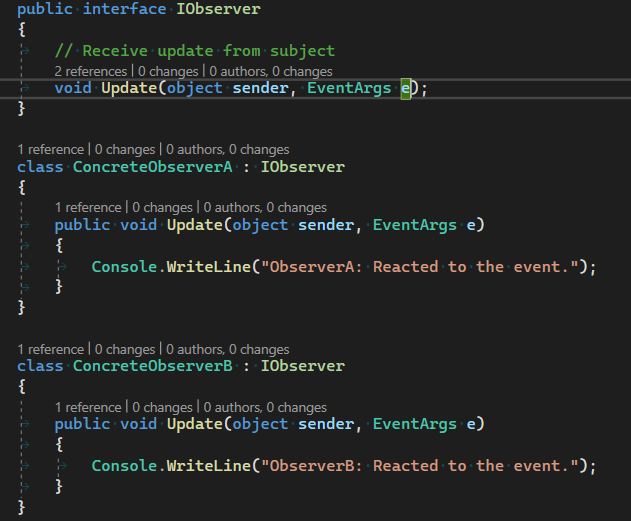 public interface IObserver
{
// Receive update from subject
2 references | 0 changes | 0 authors, 0 changes
void Update(object sender, EventArgs e);
}
1 reference | 0 changes | 0 authors, 0 changes
class ConcreteObserverA : IObserver
{
1 reference | 0 changes | 0 authors, 0 changes
public void Update(object sender, EventArgs e)
{
Console.WriteLine("ObserverA: Reacted to the event.");
}
}
1 reference | 0 changes | 0 authors, 0 changes
class ConcreteObserverB : IObserver
{
1 reference | 0 changes | 0 authors, 0 changes
public void Update(object sender, EventArgs e)
{
Console.WriteLine("ObserverB: Reacted to the event.");
}
}